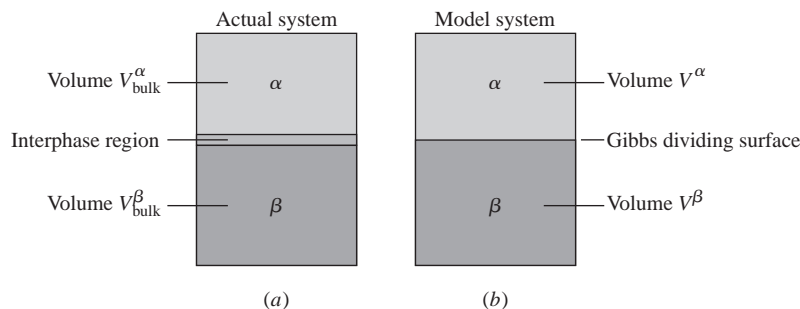 Actual system
Model system
Volume V^α_bulk
α
α
Volume V^α
Interphase region
Gibbs dividing surface
Volume V^β_bulk
β
β
Volume V^β
(a)
(b)